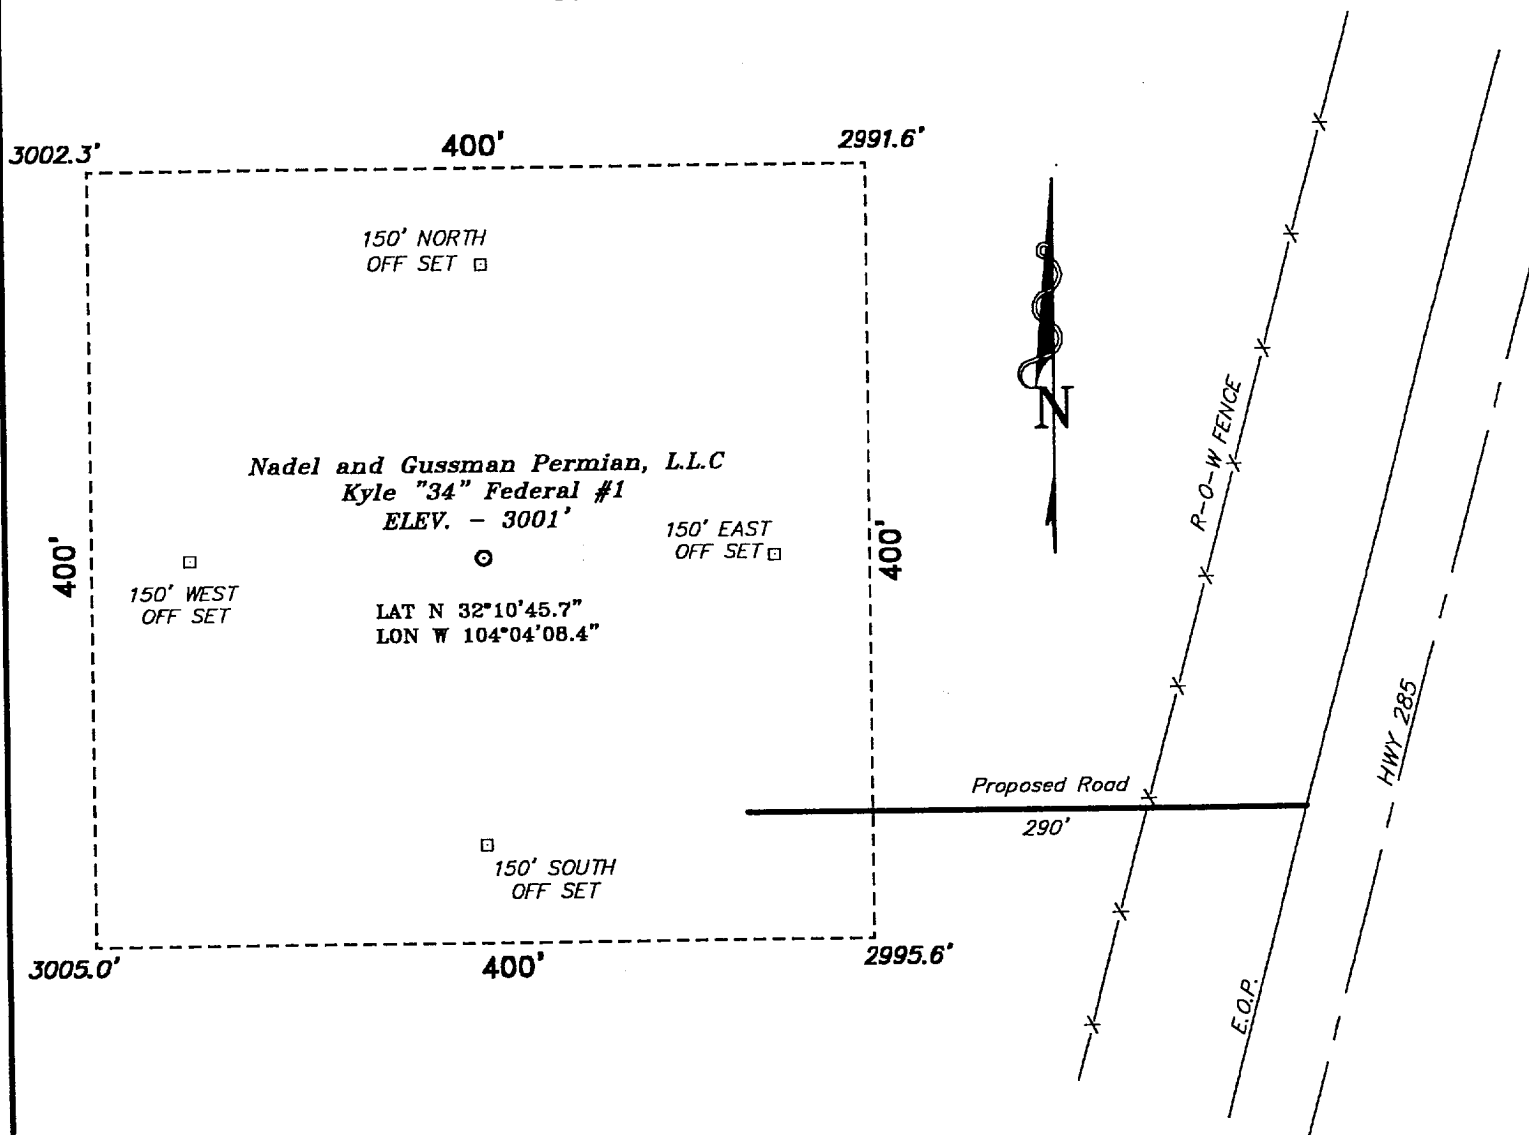 3002.3'
400'
2991.6'
150' NORTH
OFF SET
N
R-O-W FENCE
Nadel and Gussman Permian, L.L.C
Kyle "34" Federal #1
ELEV. - 3001'
150' EAST
OFF SET
400'
400'
150' WEST
OFF SET
LAT N 32°10'45.7"
LON W 104°04'08.4"
HWY 285
Proposed Road
290'
150' SOUTH
OFF SET
3005.0'
400'
2995.6'
E.O.P.